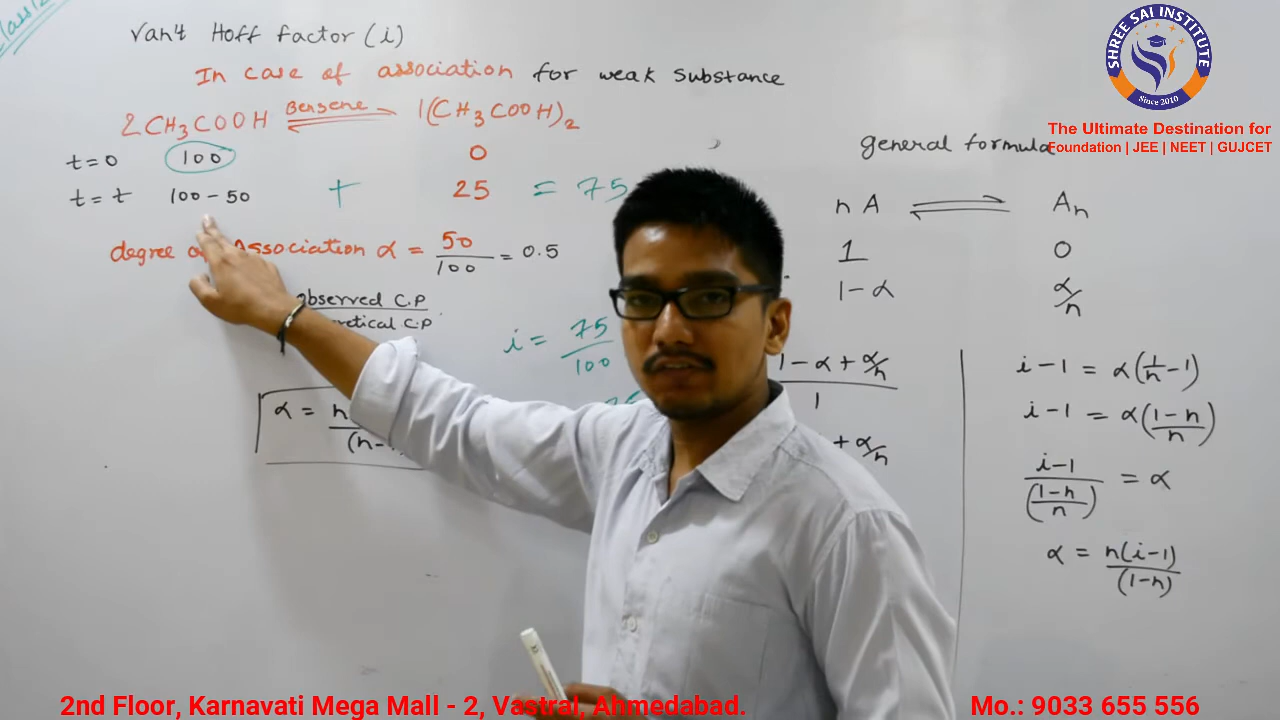 Van't Hoff factor (i)
In case of association for weak substance
2CH₃COOH ⇌ Benzene 1(CH₃COOH)₂
t=0 100 0
t=t 100-50 + 25 = 75
degree Association α = 50/100 = 0.5
observed C.P
C.P
i = 75/100
α =
general formula
nA ⇌ An
1 0
1-α α/n
1-α+α/n
1
+ α/n
i-1 = α(1/n-1)
i-1 = α(1-n/n)
i-1/(1-n/n) = α
α = n(i-1)/(1-n)
SHREE SAI INSTITUTE
Since 2010
The Ultimate Destination for
Foundation | JEE | NEET | GUJCET
2nd Floor, Karnavati Mega Mall - 2, Vastral, Ahmedabad.
Mo.: 9033 655 556